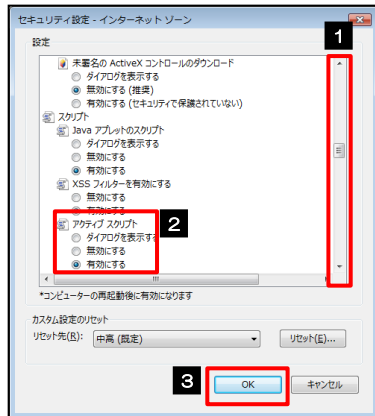 セキュリティ設定 - インターネット ゾーン
1
設定
未署名の ActiveX コントロールのダウンロード
ダイアログを表示する
無効にする (推奨)
有効にする (セキュリティで保護されていない)
スクリプト
Java アプレットのスクリプト
ダイアログを表示する
無効にする
有効にする
XSS フィルターを有効にする
無効にする
有効にする
アクティブ スクリプト
2
ダイアログを表示する
無効にする
有効にする
*コンピューターの再起動後に有効になります
カスタム設定のリセット
リセット先(R): 中高 (既定) リセット(E)...
3
OK キャンセル